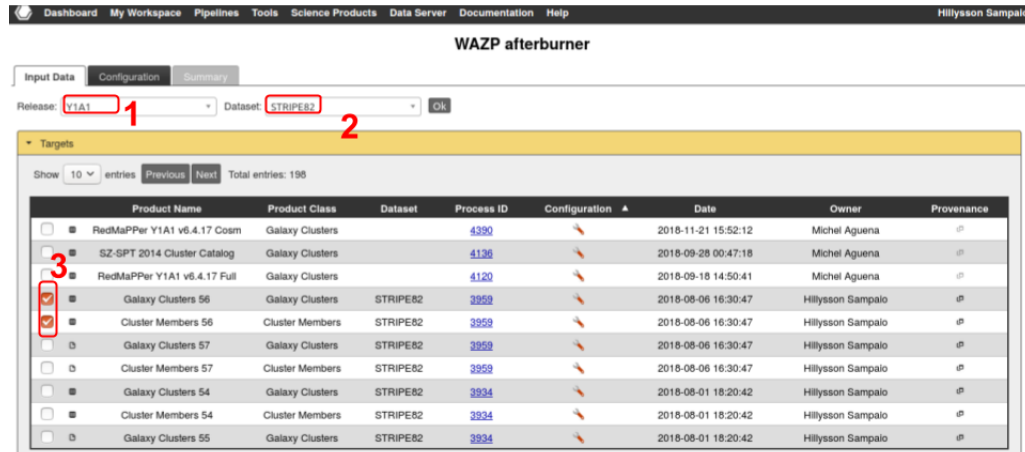 Dashboard My Workspace Pipelines Tools Science Products Data Server Documentation Help Hillysson Sampaio
WAZP afterburner
Input Data Configuration Summary
Release: Y1A1 1 Dataset: STRIPE82 2 Ok
Targets
Show 10 entries Previous Next Total entries: 198
Product Name Product Class Dataset Process ID Configuration Date Owner Provenance
RedMaPPer Y1A1 v6.4.17 Cosm Galaxy Clusters 4390 2018-11-21 15:52:12 Michel Aguena
SZ-SPT 2014 Cluster Catalog Galaxy Clusters 4136 2018-09-28 00:47:18 Michel Aguena
3 RedMaPPer Y1A1 v6.4.17 Full Galaxy Clusters 4120 2018-09-18 14:50:41 Michel Aguena
Galaxy Clusters 56 Galaxy Clusters STRIPE82 3959 2018-08-06 16:30:47 Hillysson Sampaio
Cluster Members 56 Cluster Members STRIPE82 3959 2018-08-06 16:30:47 Hillysson Sampaio
Galaxy Clusters 57 Galaxy Clusters STRIPE82 3959 2018-08-06 16:30:47 Hillysson Sampaio
Cluster Members 57 Cluster Members STRIPE82 3959 2018-08-06 16:30:47 Hillysson Sampaio
Galaxy Clusters 54 Galaxy Clusters STRIPE82 3934 2018-08-01 18:20:42 Hillysson Sampaio
Cluster Members 54 Cluster Members STRIPE82 3934 2018-08-01 18:20:42 Hillysson Sampaio
Galaxy Clusters 55 Galaxy Clusters STRIPE82 3934 2018-08-01 18:20:42 Hillysson Sampaio